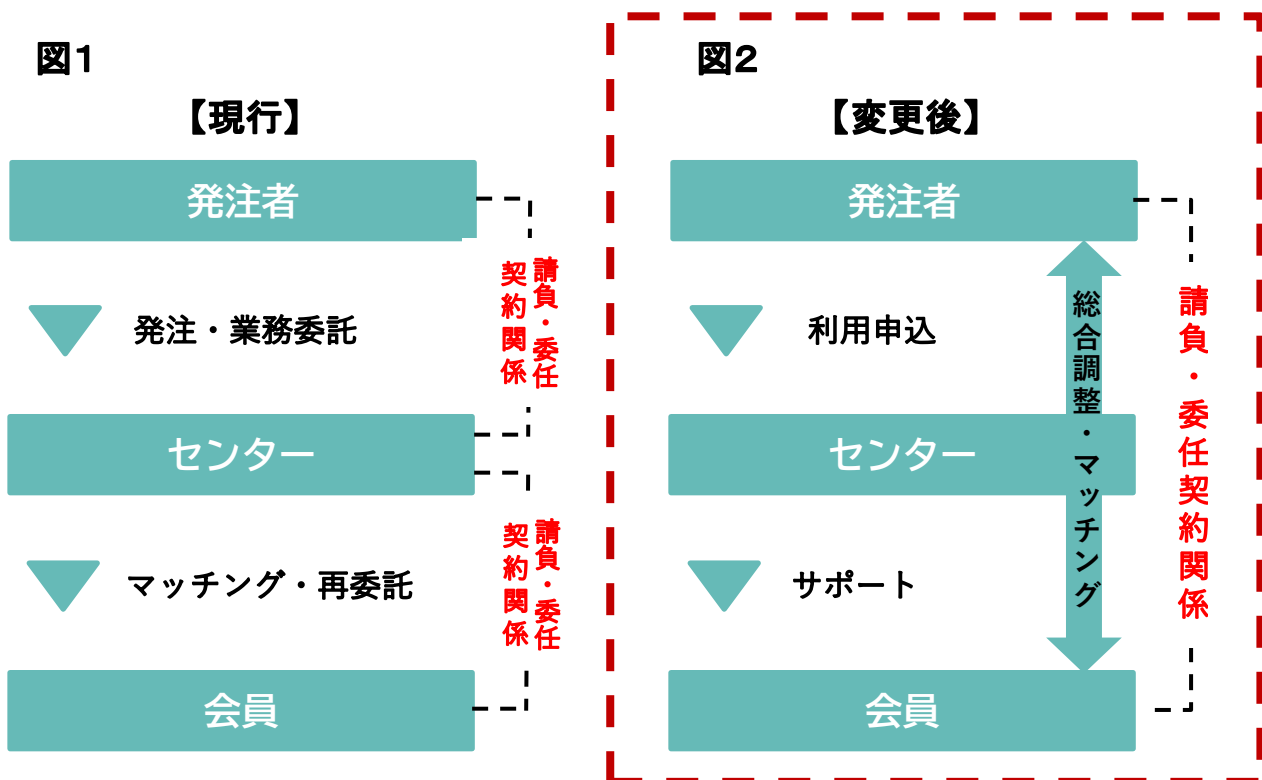 図1
【現行】
発注者
発注・業務委託
請負・委任
契約関係
センター
マッチング・再委託
請負・委任
契約関係
会員
図2
【変更後】
発注者
利用申込
センター
サポート
会員
総合調整・マッチング
請負・委任契約関係